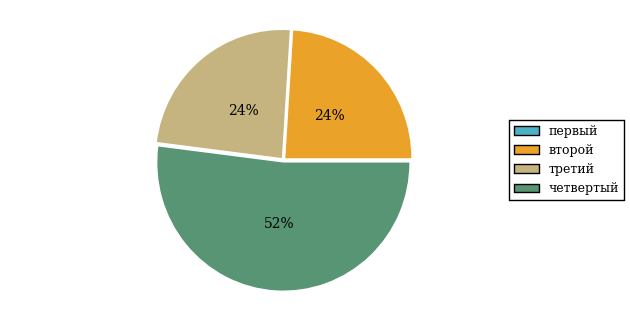 24%
24%
52%
первый
второй
третий
четвертый